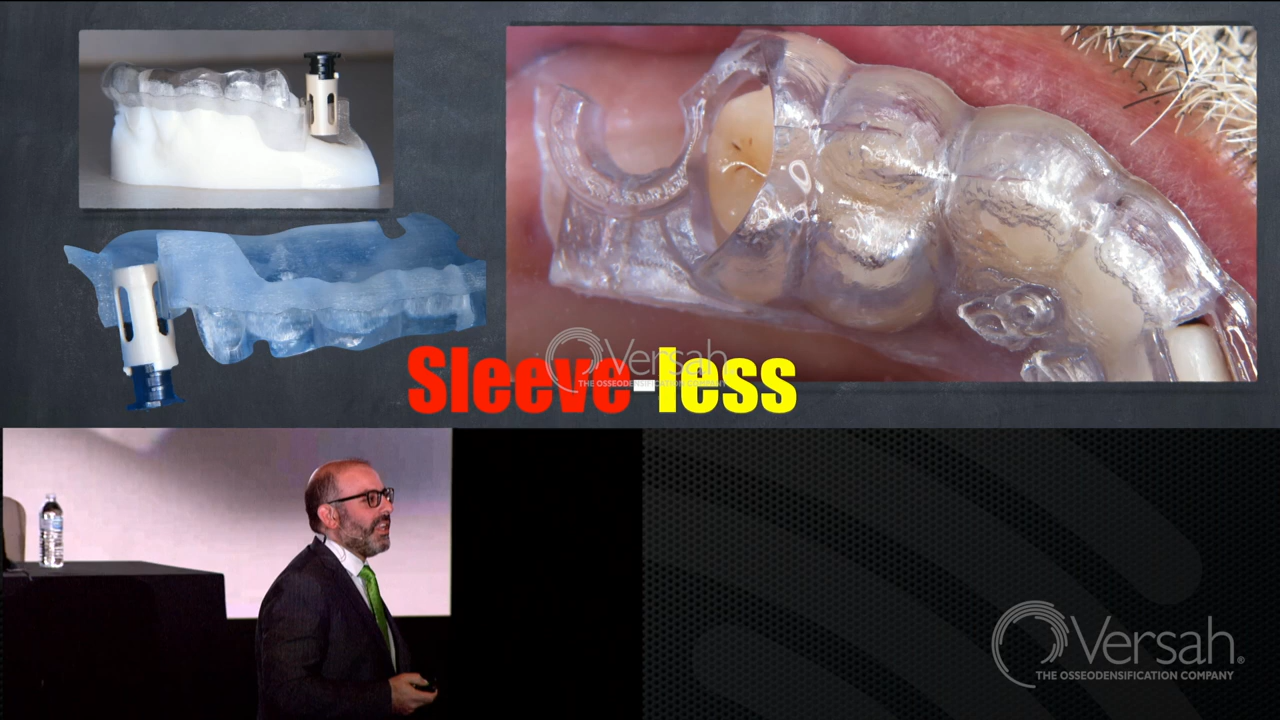 Versah
THE OSSEODENSIFICATION COMPANY
Sleeve-less
Versah®
THE OSSEODENSIFICATION COMPANY